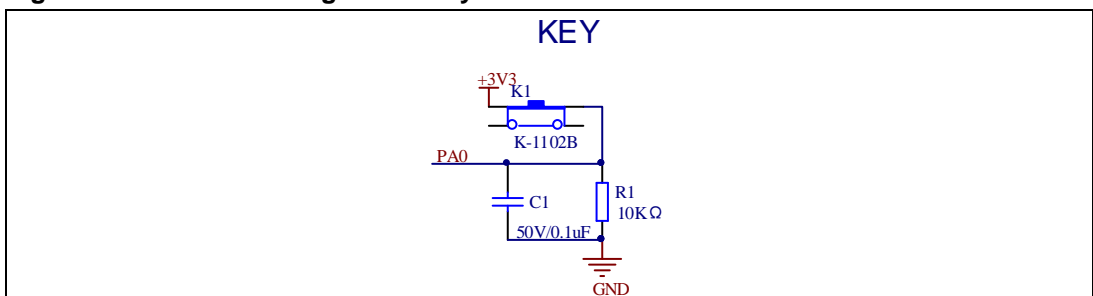 KEY
+3V3
K1
K-1102B
PA0
C1
R1
10KΩ
50V/0.1uF
GND